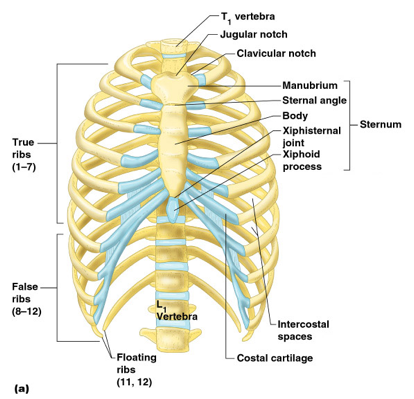 T1 vertebra
Jugular notch
Clavicular notch
Manubrium
Sternal angle
Body
Xiphisternal
joint
Xiphoid
process
Sternum
True
ribs
(1–7)
False
ribs
(8–12)
L1
Vertebra
Intercostal
spaces
Floating
ribs
(11, 12)
Costal cartilage
(a)